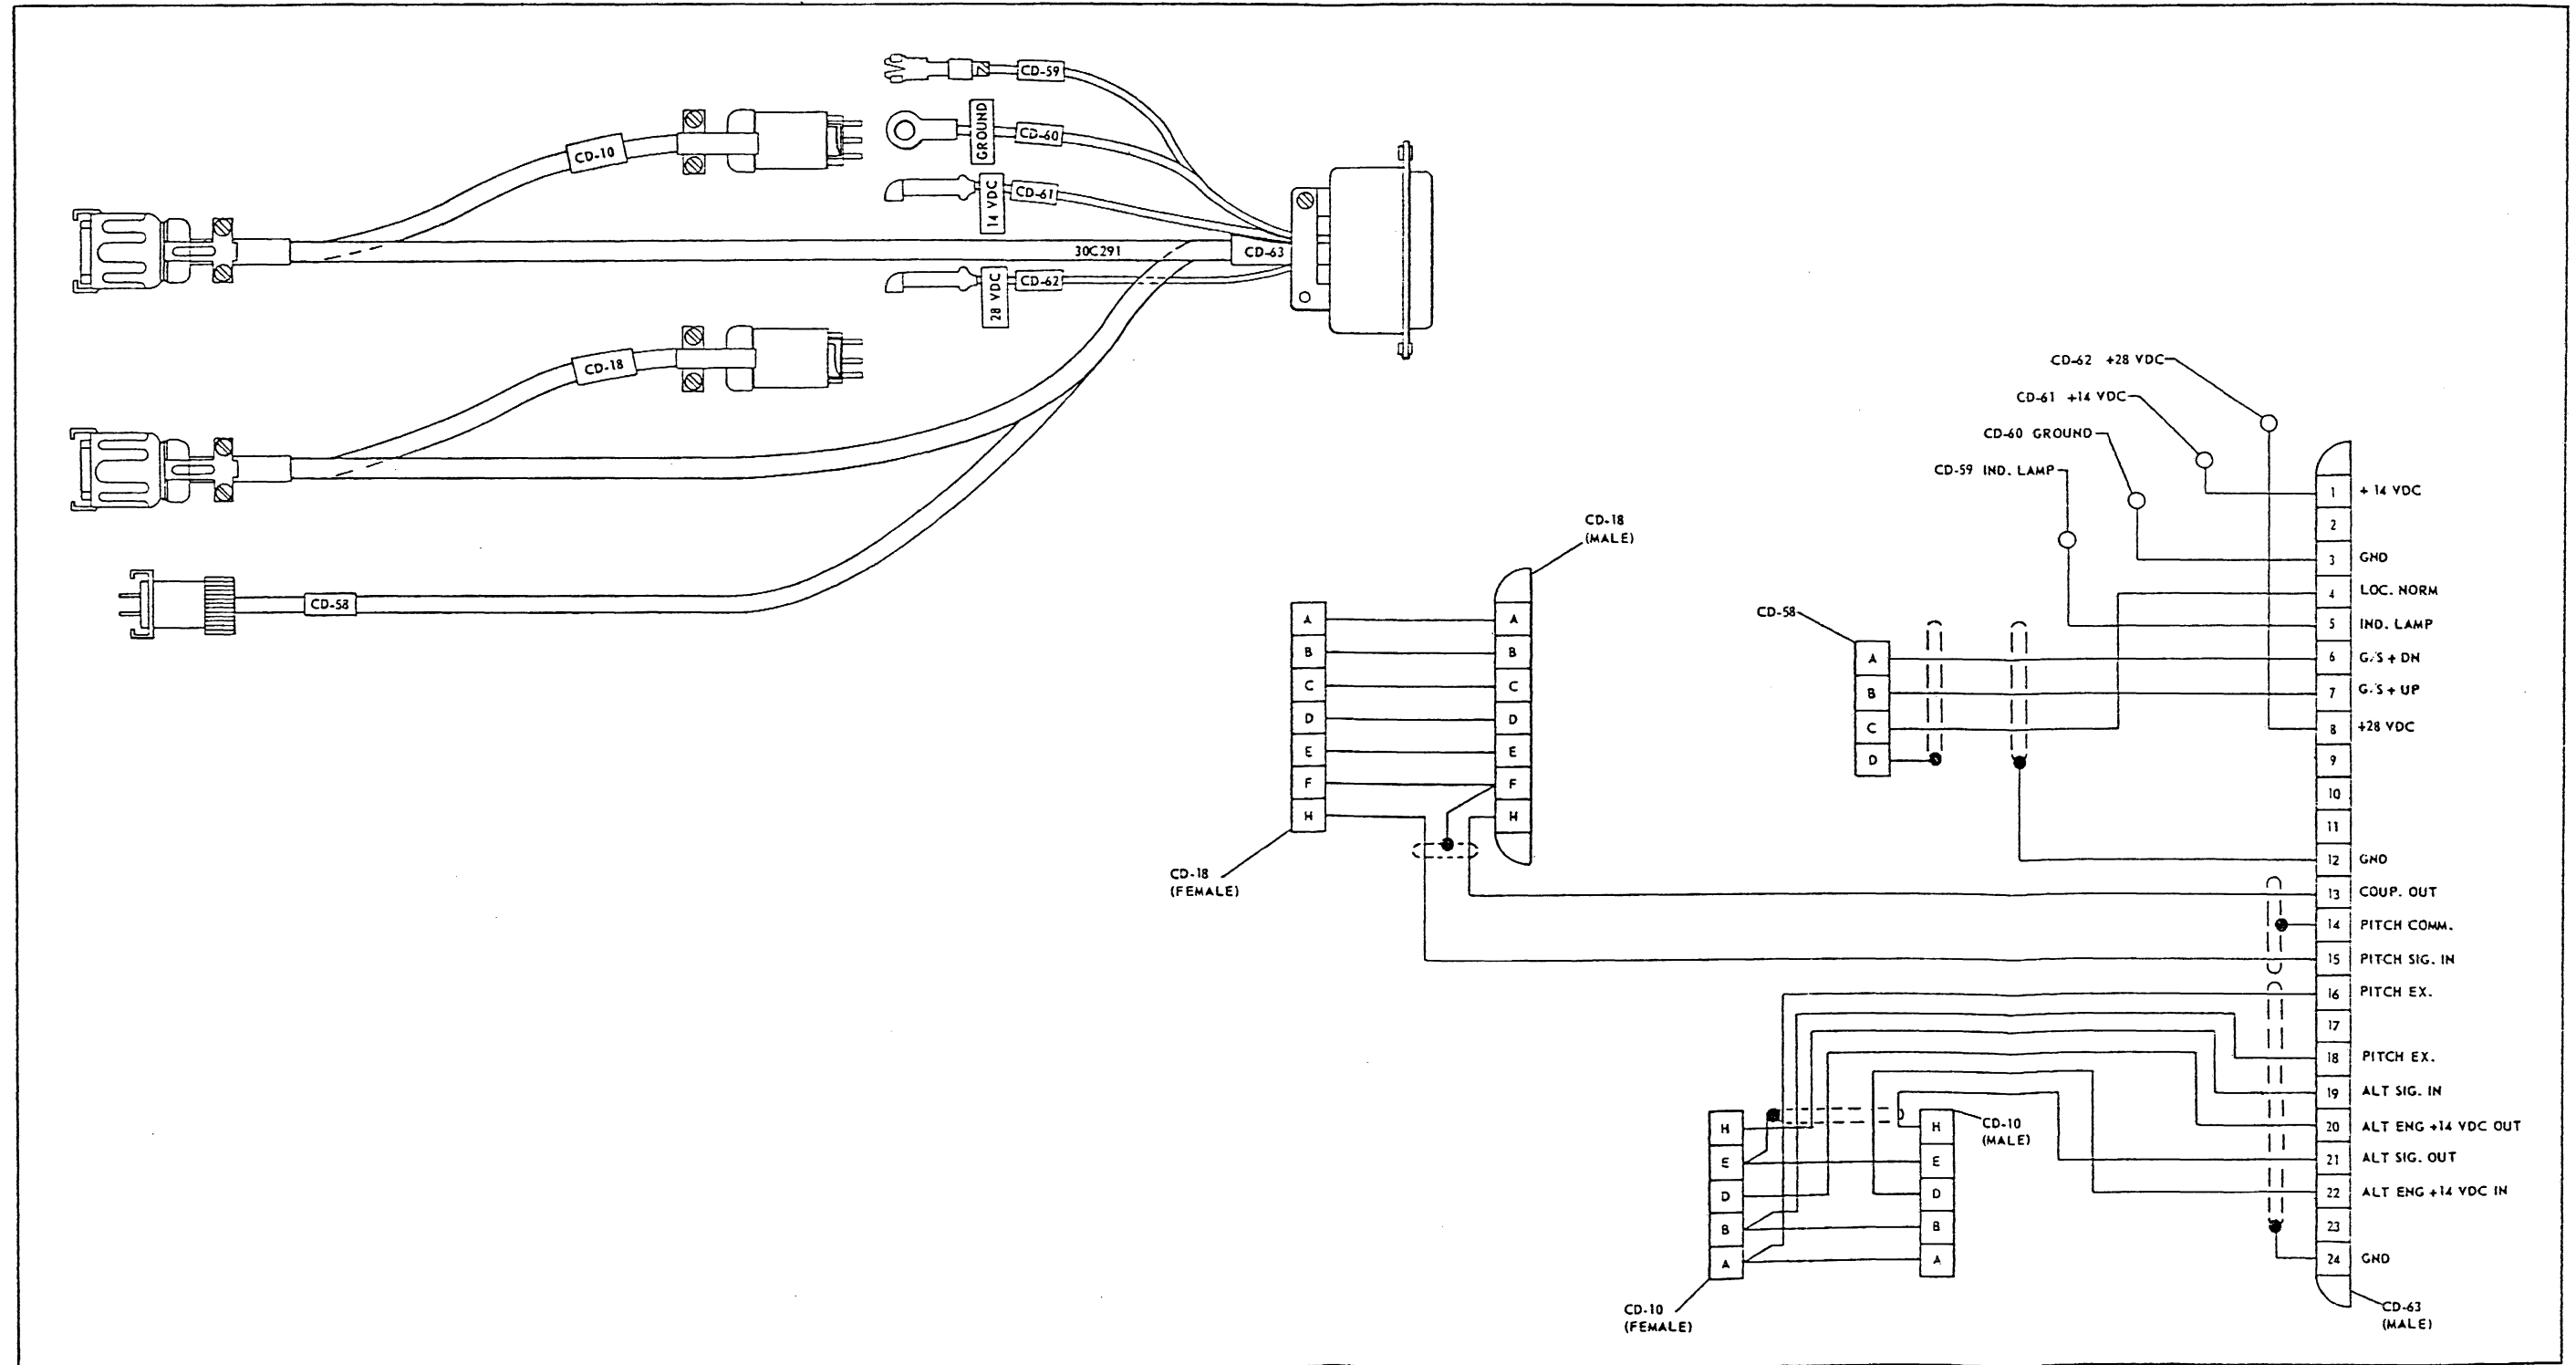 CD-59
GROUND
CD-60
CD-10
14 VDC
CD-61
30C291
CD-63
28 VDC
CD-62
CD-18
CD-58
CD-62 +28 VDC
CD-61 +14 VDC
CD-60 GROUND
CD-59 IND. LAMP
1 + 14 VDC
2
3 GND
4 LOC. NORM
5 IND. LAMP
6 G/S + DN
7 G/S + UP
8 +28 VDC
9
10
11
12 GND
13 COUP. OUT
14 PITCH COMM.
15 PITCH SIG. IN
16 PITCH EX.
17
18 PITCH EX.
19 ALT SIG. IN
20 ALT ENG +14 VDC OUT
21 ALT SIG. OUT
22 ALT ENG +14 VDC IN
23
24 GND
CD-63
(MALE)
CD-18
(MALE)
A A
B B
C C
D D
E E
F F
H H
CD-18
(FEMALE)
CD-58
A
B
C
D
H H
E E
D D
B B
A A
CD-10
(MALE)
CD-10
(FEMALE)